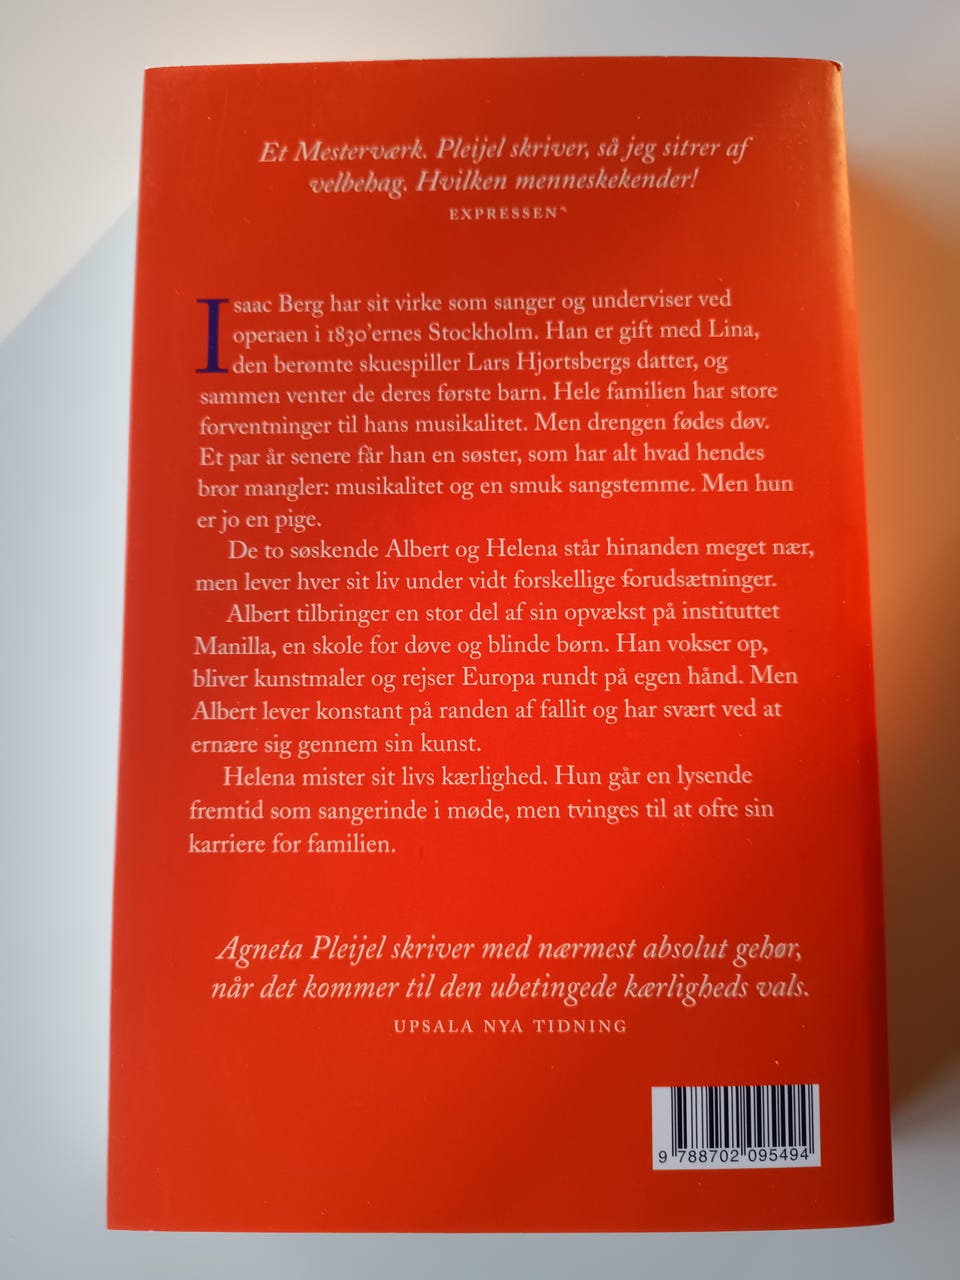 Et Mesterværk. Pleijel skriver, så jeg sitrer af
velbehag. Hvilken menneskekender!
EXPRESSEN
Isaac Berg har sit virke som sanger og underviser ved
operaen i 1830'ernes Stockholm. Han er gift med Lina,
den berømte skuespiller Lars Hjortsbergs datter, og
sammen venter de deres første barn. Hele familien har store
forventninger til hans musikalitet. Men drengen fødes døv.
Et par år senere får han en søster, som har alt hvad hendes
bror mangler: musikalitet og en smuk sangstemme. Men hun
er jo en pige.
De to søskende Albert og Helena står hinanden meget nær,
men lever hver sit liv under vidt forskellige forudsætninger.
Albert tilbringer en stor del af sin opvækst på instituttet
Manilla, en skole for døve og blinde børn. Han vokser op,
bliver kunstmaler og rejser Europa rundt på egen hånd. Men
Albert lever konstant på randen af fallit og har svært ved at
ernære sig gennem sin kunst.
Helena mister sit livs kærlighed. Hun går en lysende
fremtid som sangerinde i møde, men tvinges til at ofre sin
karriere for familien.
Agneta Pleijel skriver med nærmest absolut gehør,
når det kommer til den ubetingede kærligheds vals.
UPSALA NYA TIDNING
9 788702 095494